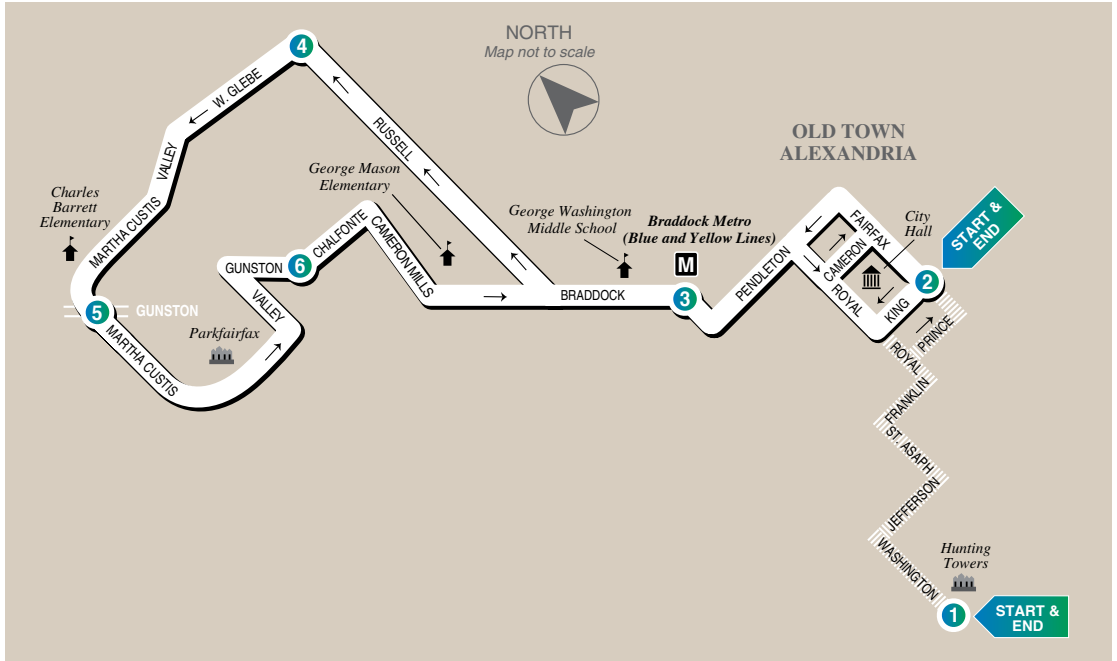 NORTH
Map not to scale
4
W. GLEBE
VALLEY
RUSSELL
OLD TOWN
ALEXANDRIA
George Mason
Elementary
Charles
Barrett
Elementary
MARTHA CUSTIS
CHALFONTE
CAMERON MILLS
George Washington
Middle School
Braddock Metro
(Blue and Yellow Lines)
M
PENDLETON
FAIRFAX
CAMERON
ROYAL
City
Hall
START &
END
2
KING
PRINCE
GUNSTON
6
VALLEY
BRADDOCK
3
5
GUNSTON
MARTHA CUSTIS
Parkfairfax
ROYAL
FRANKLIN
ST. ASAPH
JEFFERSON
WASHINGTON
Hunting
Towers
1
START &
END